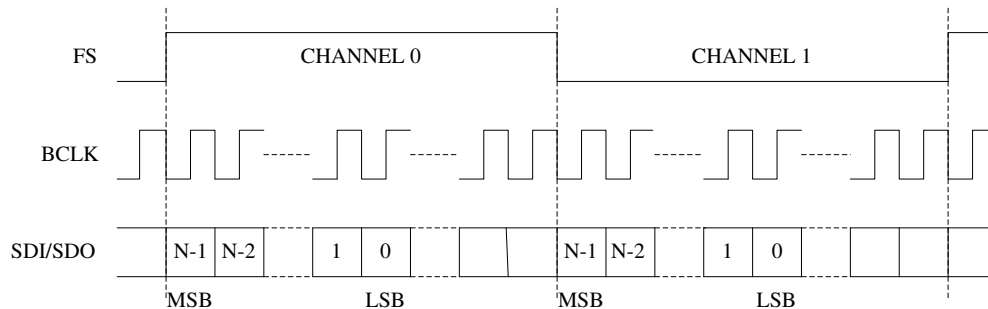 FS CHANNEL 0 CHANNEL 1
BCLK
SDI/SDO N-1 N-2 1 0 N-1 N-2 1 0
MSB LSB MSB LSB